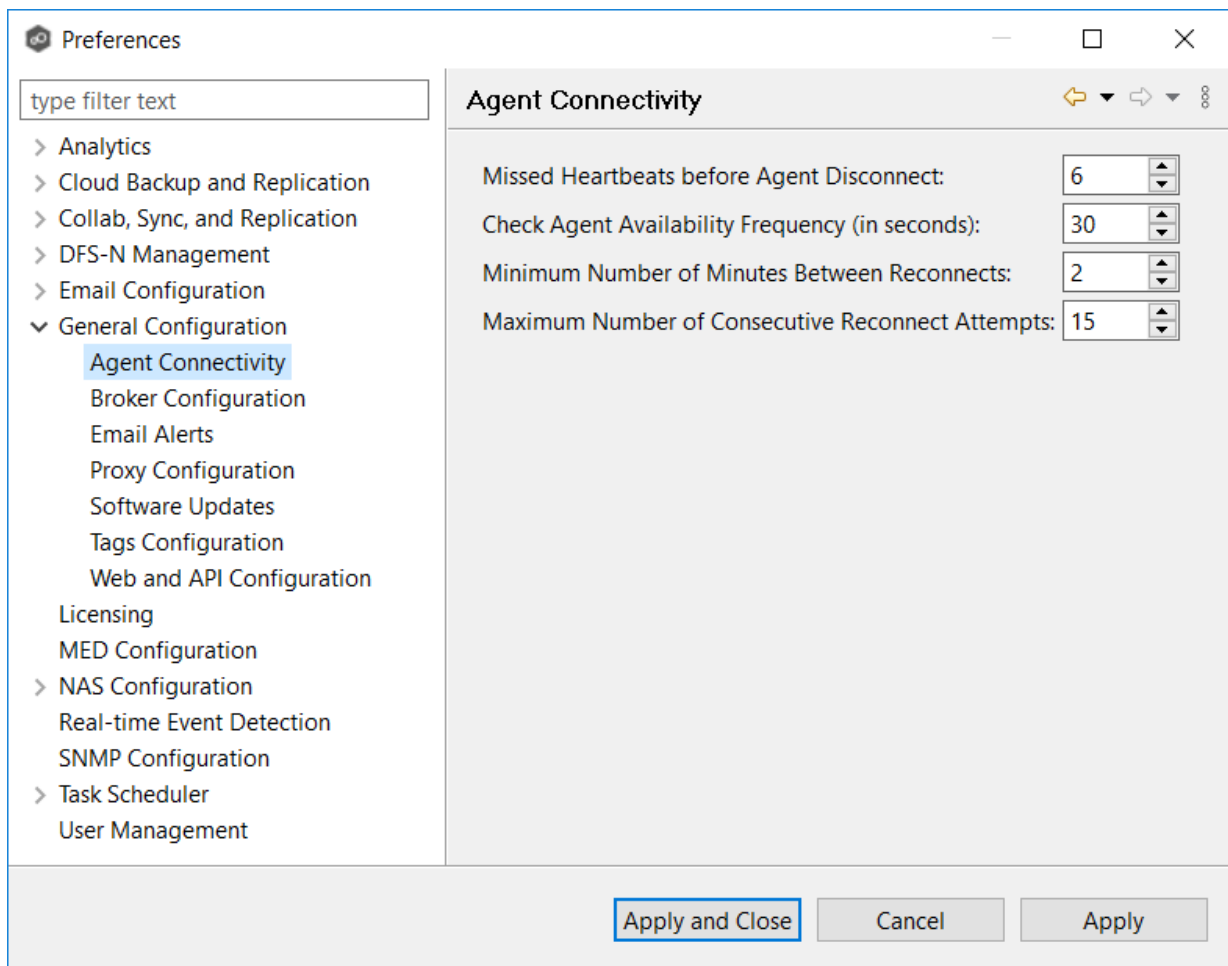 Preferences
type filter text
Analytics
Cloud Backup and Replication
Collab, Sync, and Replication
DFS-N Management
Email Configuration
General Configuration
Agent Connectivity
Broker Configuration
Email Alerts
Proxy Configuration
Software Updates
Tags Configuration
Web and API Configuration
Licensing
MED Configuration
NAS Configuration
Real-time Event Detection
SNMP Configuration
Task Scheduler
User Management
Agent Connectivity
Missed Heartbeats before Agent Disconnect: 6
Check Agent Availability Frequency (in seconds): 30
Minimum Number of Minutes Between Reconnects: 2
Maximum Number of Consecutive Reconnect Attempts: 15
Apply and Close Cancel Apply